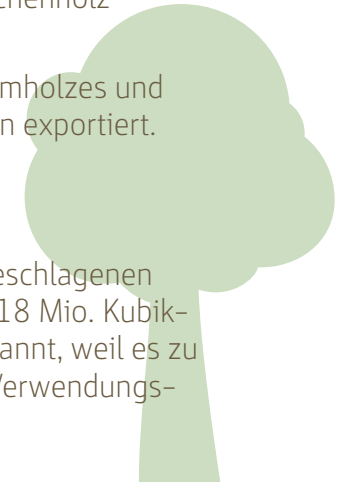 chenholz
mholzes und
n exportiert.
eschlagenen
18 Mio. Kubik-
annt, weil es zu
Verwendungs-